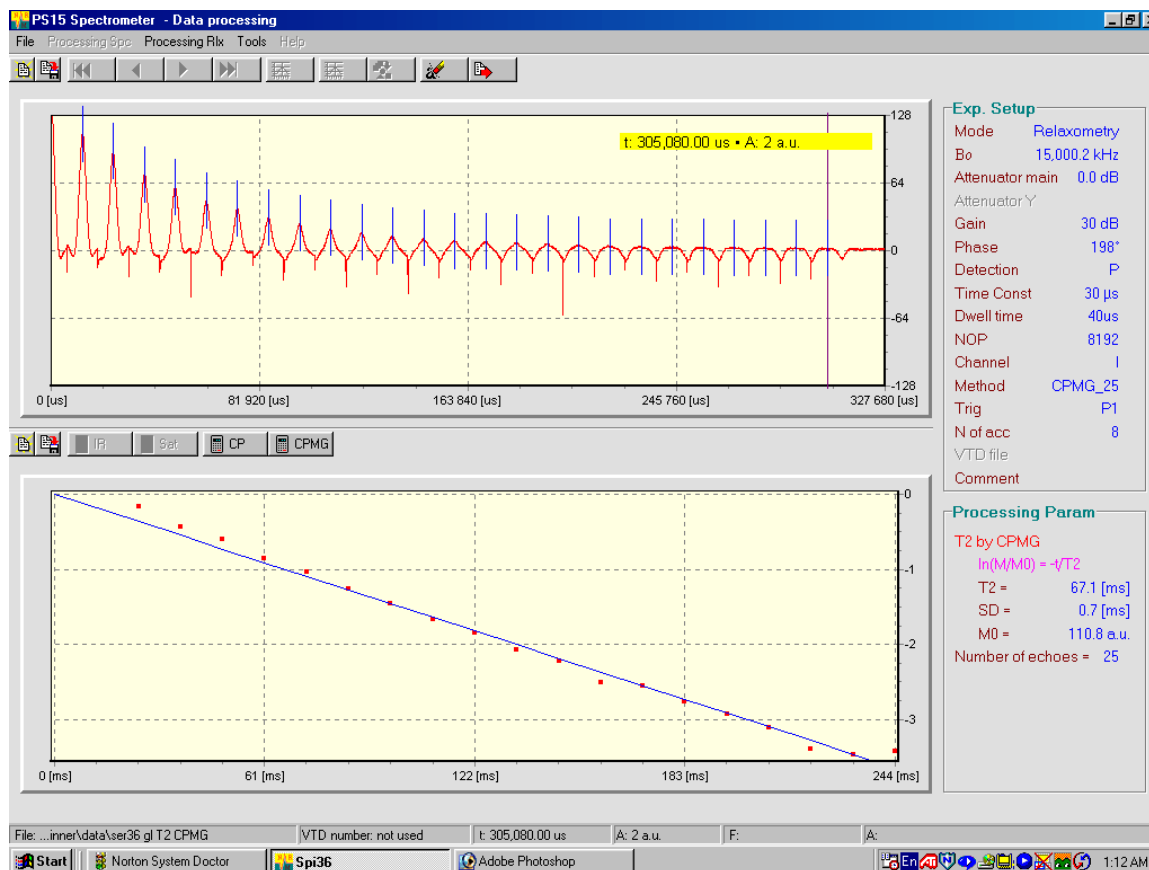 PS15 Spectrometer - Data processing
File Processing Spc Processing Rlx Tools Help
t: 305,080.00 us • A: 2 a.u.
128
64
0
-64
-128
0 [us] 81 920 [us] 163 840 [us] 245 760 [us] 327 680 [us]
Exp. Setup
Mode Relaxometry
Bo 15,000.2 kHz
Attenuator main 0.0 dB
Attenuator Y
Gain 30 dB
Phase 198°
Detection P
Time Const 30 µs
Dwell time 40us
NOP 8192
Channel I
Method CPMG_25
Trig P1
N of acc 8
VTD file
Comment
IR Sat CP CPMG
0
-1
-2
-3
0 [ms] 61 [ms] 122 [ms] 183 [ms] 244 [ms]
Processing Param
T2 by CPMG
ln(M/M0) = -t/T2
T2 = 67.1 [ms]
SD = 0.7 [ms]
M0 = 110.8 a.u.
Number of echoes = 25
File: ...inner\data\ser36 gl T2 CPMG VTD number: not used t: 305,080.00 us A: 2 a.u. F: A:
Start Norton System Doctor Spi36 Adobe Photoshop En 1:12 AM